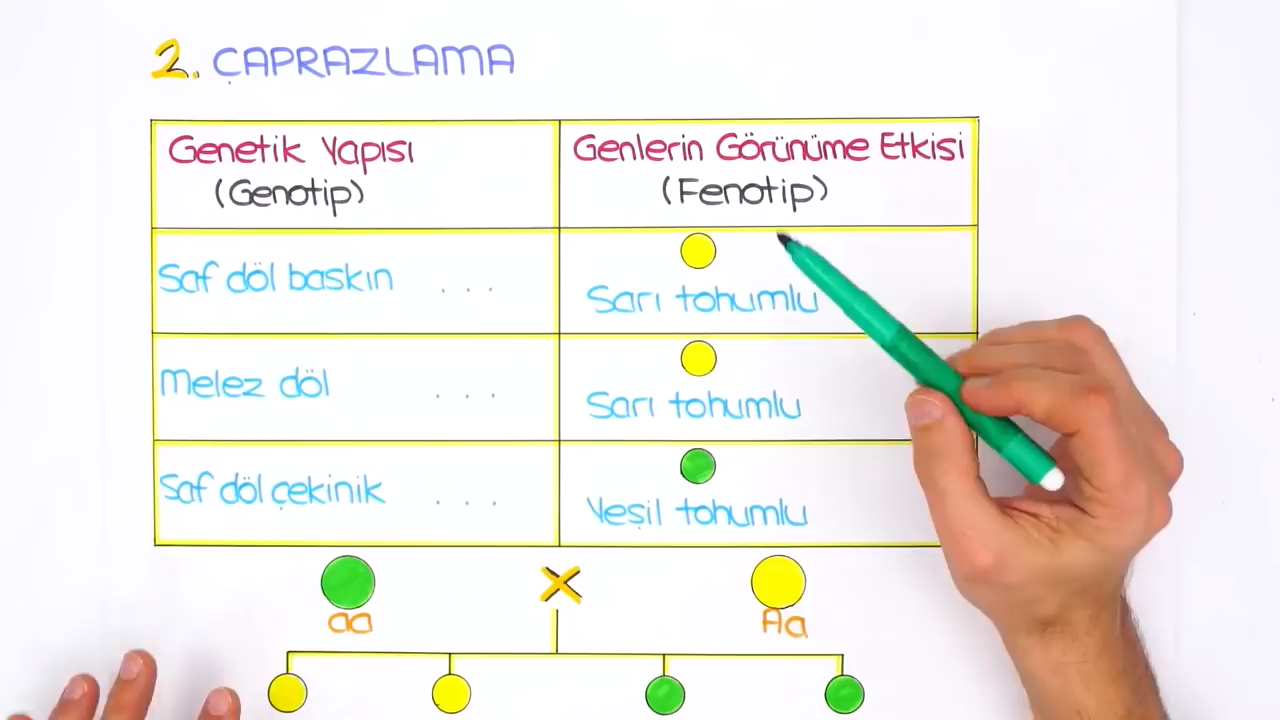 2. ÇAPRAZLAMA
Genetik Yapısı
(Genotip)
Genlerin Görünüme Etkisi
(Fenotip)
Saf döl baskın ...
Sarı tohumlu
Melez döl ...
Sarı tohumlu
Saf döl çekinik ...
Yeşil tohumlu
X
aa
Aa